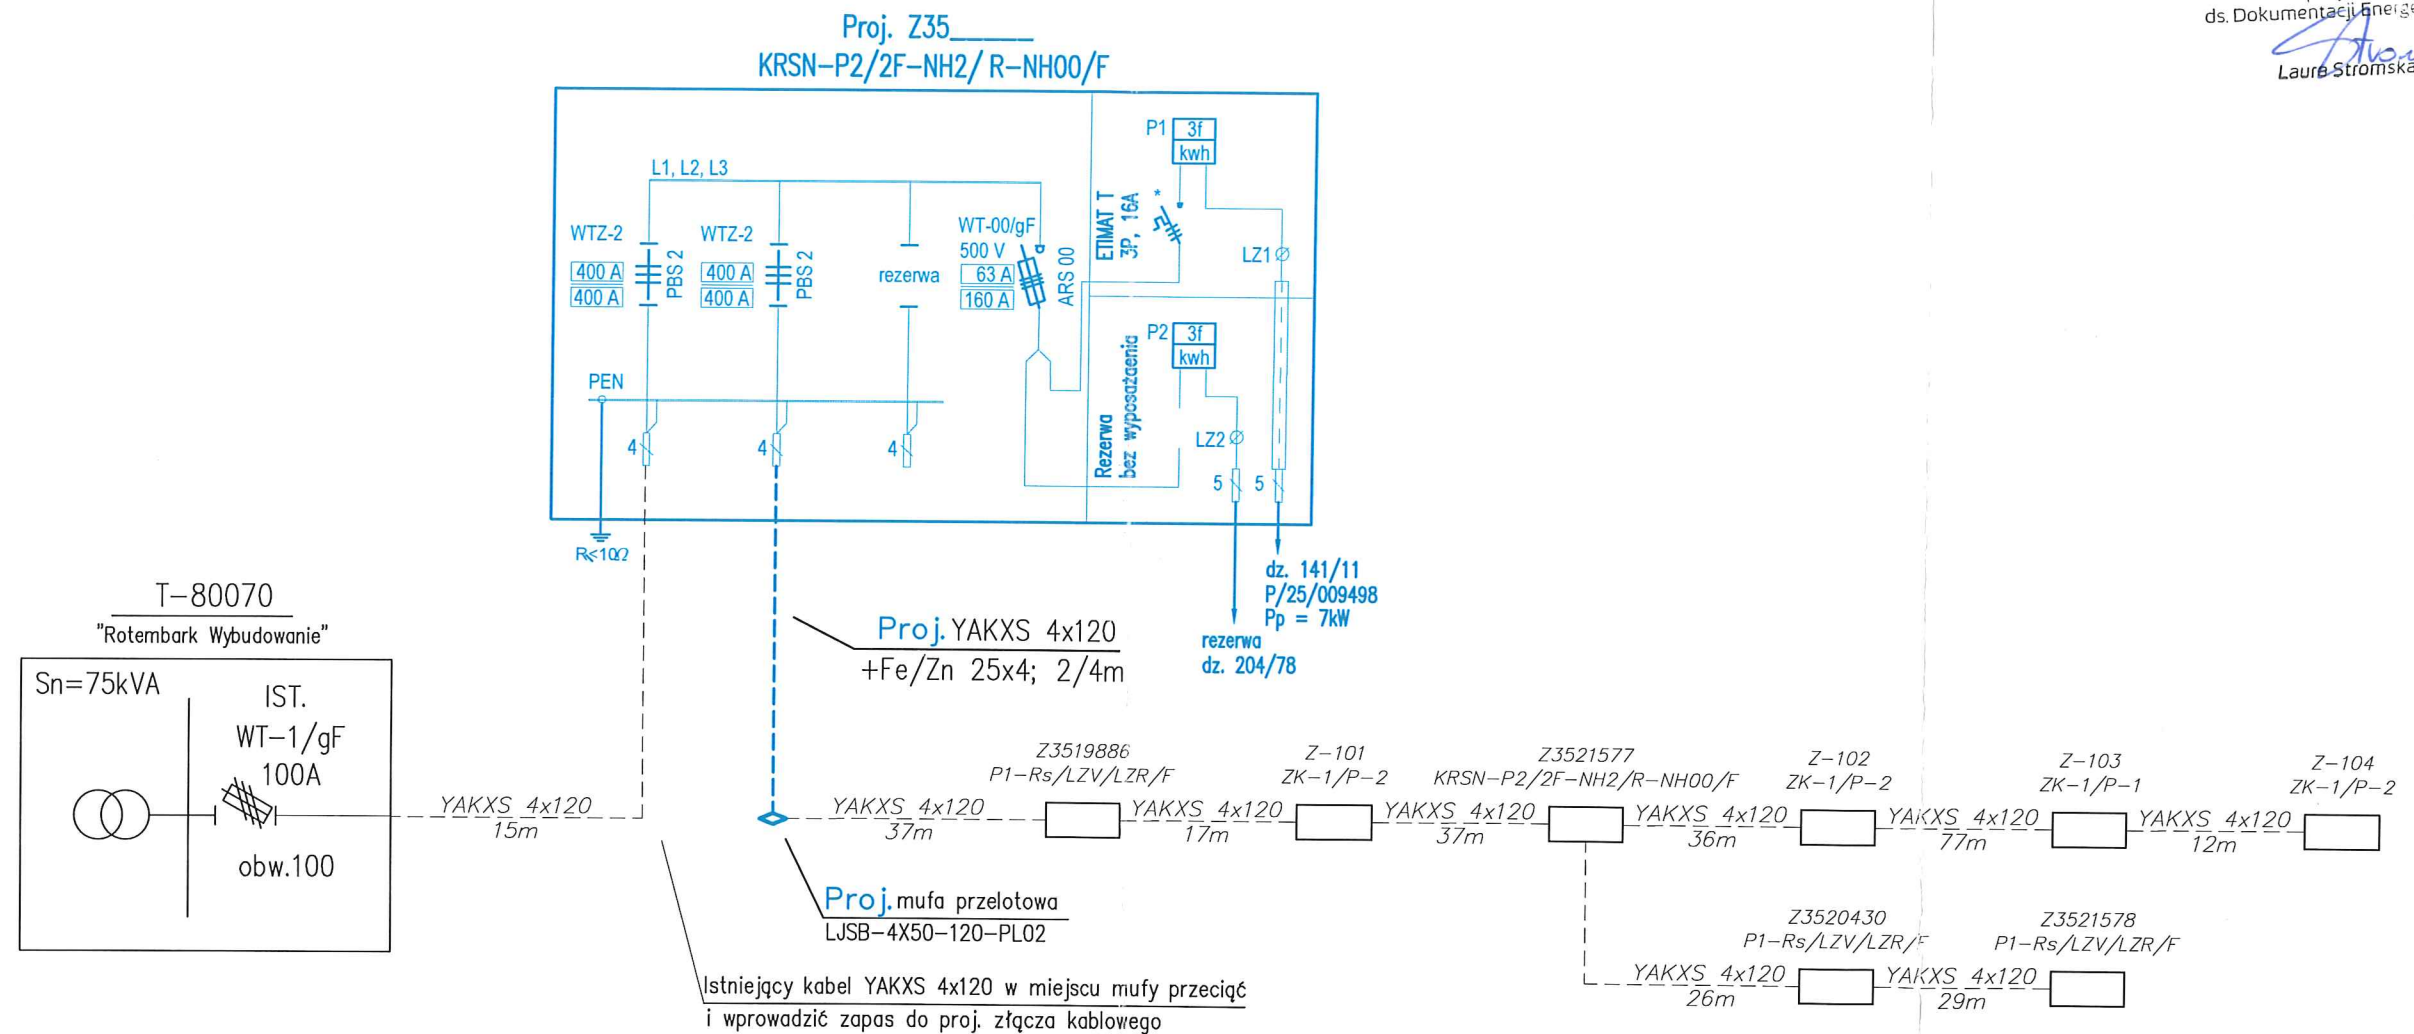 ds. Dokumentacji Energe
Laura Stromska
Proj. Z35______
KRSN-P2/2F-NH2/ R-NH00/F
L1, L2, L3
WTZ-2
400 A
400 A
PBS 2
WTZ-2
400 A
400 A
PBS 2
rezerwa
WT-00/gF
500 V
63 A
160 A
ARS 00
P1
3f
kwh
ETIMAT T
3P, 16A
*
LZ1
P2
3f
kwh
Rezerwa
bez wyposażenia
LZ2
PEN
4
4
4
5
5
R≤10Ω
dz. 141/11
P/25/009498
Pp = 7kW
rezerwa
dz. 204/78
T-80070
"Rotembark Wybudowanie"
Sn=75kVA
IST.
WT-1/gF
100A
obw.100
Proj. YAKXS 4x120
+Fe/Zn 25x4; 2/4m
YAKXS 4x120
15m
YAKXS 4x120
37m
Z3519886
P1-Rs/LZV/LZR/F
YAKXS 4x120
17m
Z-101
ZK-1/P-2
YAKXS 4x120
37m
Z3521577
KRSN-P2/2F-NH2/R-NH00/F
YAKXS 4x120
36m
Z-102
ZK-1/P-2
YAKXS 4x120
77m
Z-103
ZK-1/P-1
YAKXS 4x120
12m
Z-104
ZK-1/P-2
Proj. mufa przelotowa
LJSB-4X50-120-PL02
Z3520430
P1-Rs/LZV/LZR/F
Z3521578
P1-Rs/LZV/LZR/F
YAKXS 4x120
26m
YAKXS 4x120
29m
Istniejący kabel YAKXS 4x120 w miejscu mufy przeciąć
i wprowadzić zapas do proj. złącza kablowego